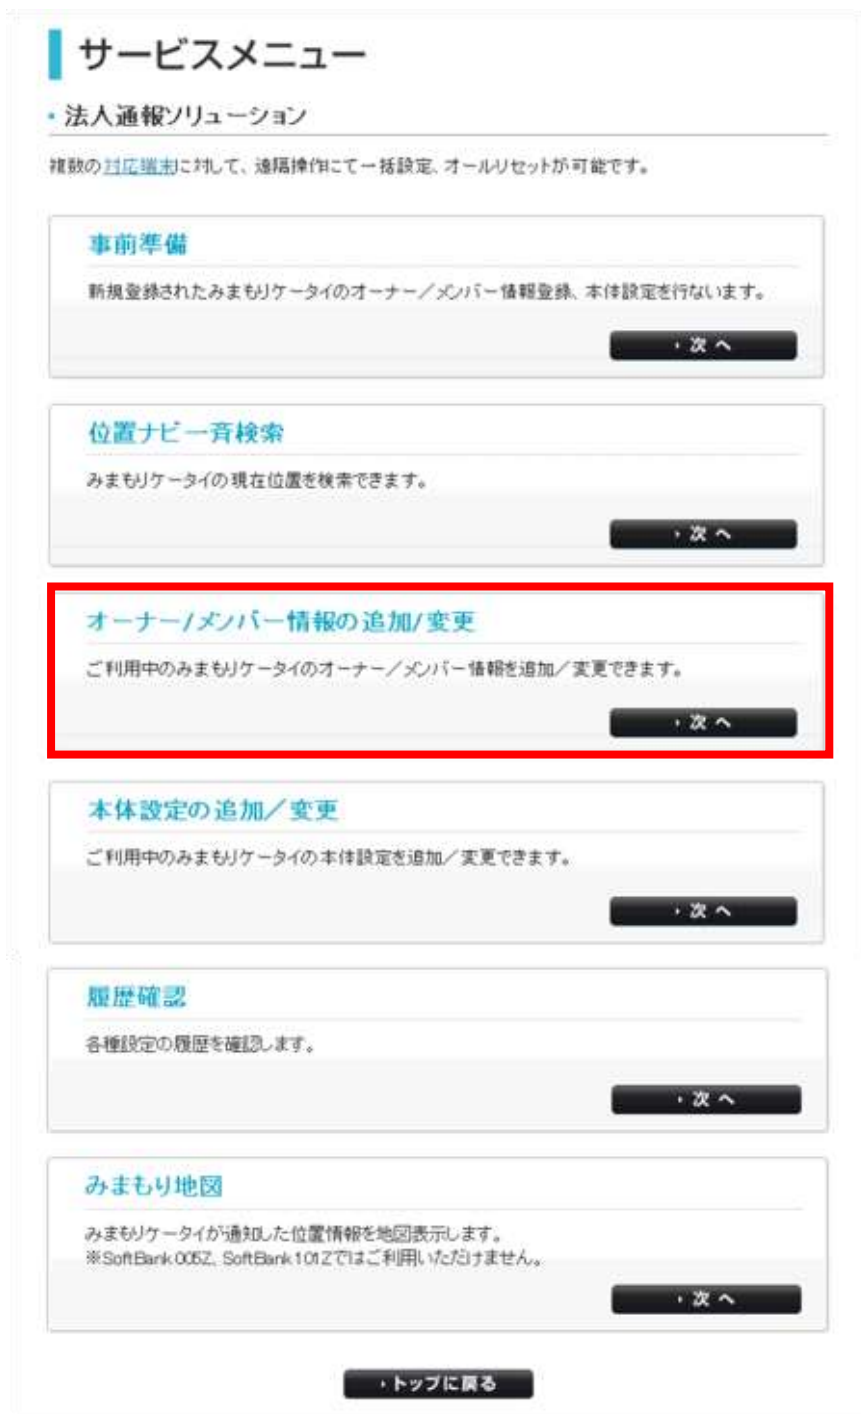 サービスメニュー
・法人通報ソリューション
複数の対応端末に対して、遠隔操作にて一括設定、オールリセットが可能です。
事前準備
新規登録されたみまもりケータイのオーナー／メンバー情報登録、本体設定を行ないます。
次へ
位置ナビ一斉検索
みまもりケータイの現在位置を検索できます。
次へ
オーナー/メンバー情報の追加/変更
ご利用中のみまもりケータイのオーナー／メンバー情報を追加／変更できます。
次へ
本体設定の追加／変更
ご利用中のみまもりケータイの本体設定を追加／変更できます。
次へ
履歴確認
各種設定の履歴を確認します。
次へ
みまもり地図
みまもりケータイが通知した位置情報を地図表示します。
※SoftBank 005Z, SoftBank 101Zではご利用いただけません。
次へ
トップに戻る